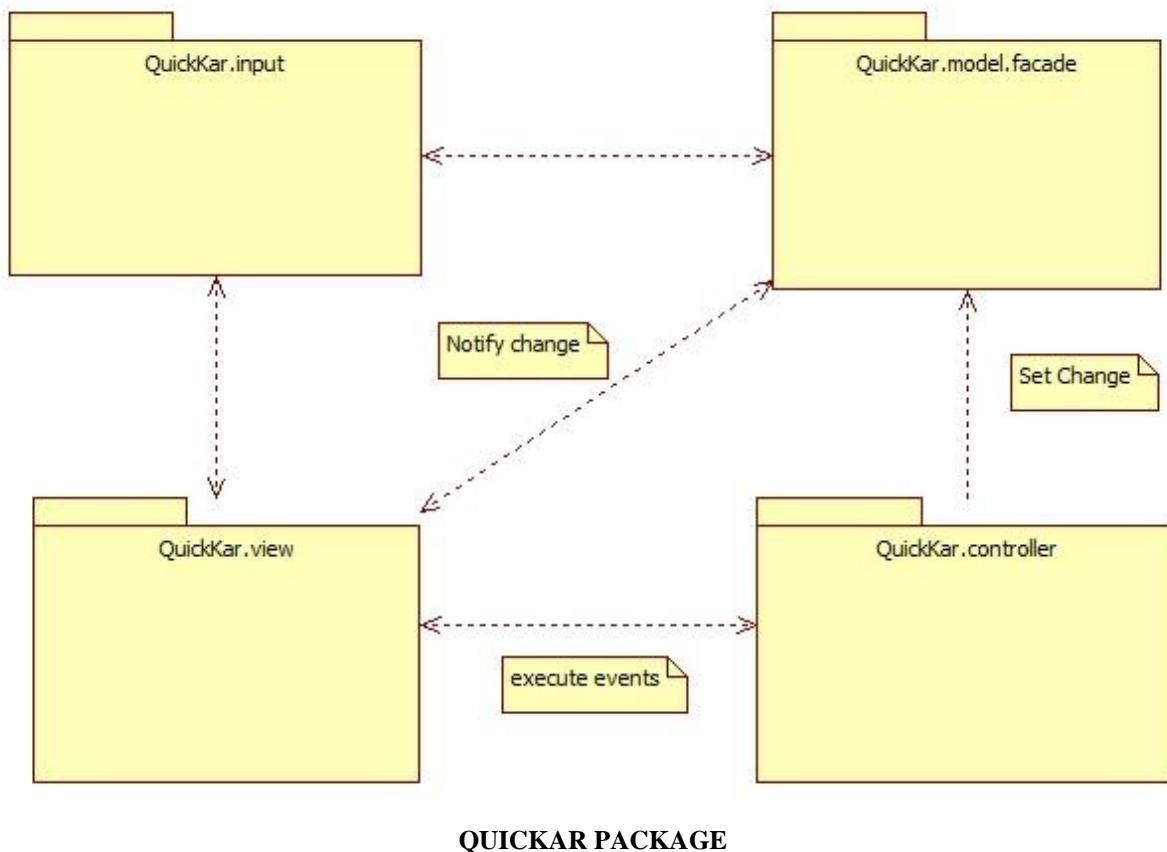 QuickKar.input
QuickKar.model.facade
Notify change
Set Change
QuickKar.view
QuickKar.controller
execute events
QUICKAR PACKAGE